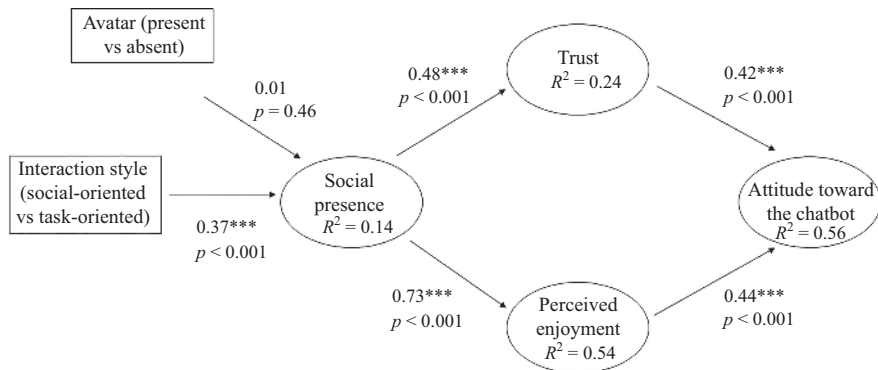 Avatar (present
vs absent)
0.01
p = 0.46
Interaction style
(social-oriented
vs task-oriented)
0.37***
p < 0.001
Social
presence
R² = 0.14
0.48***
p < 0.001
Trust
R² = 0.24
0.42***
p < 0.001
0.73***
p < 0.001
Perceived
enjoyment
R² = 0.54
0.44***
p < 0.001
Attitude toward
the chatbot
R² = 0.56